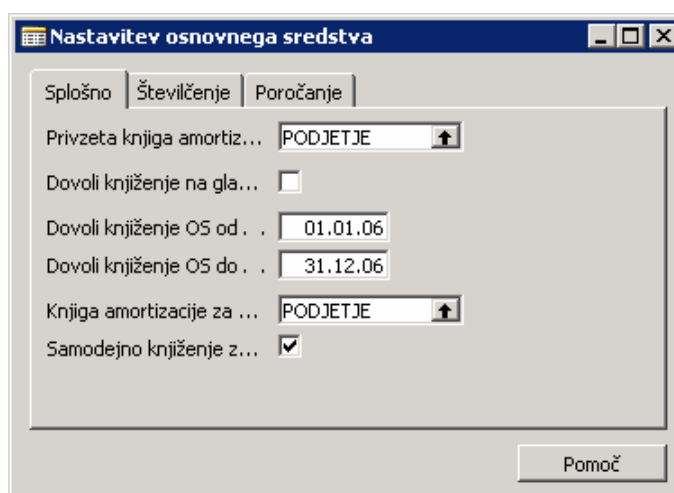 Nastavitev osnovnega sredstva
Splošno Številčenje Poročanje
Privzeta knjiga amortiz... PODJETJE
Dovoli knjiženje na gla...
Dovoli knjiženje OS od . . 01.01.06
Dovoli knjiženje OS do . . 31.12.06
Knjiga amortizacije za ... PODJETJE
Samodejno knjiženje z...
Pomoč